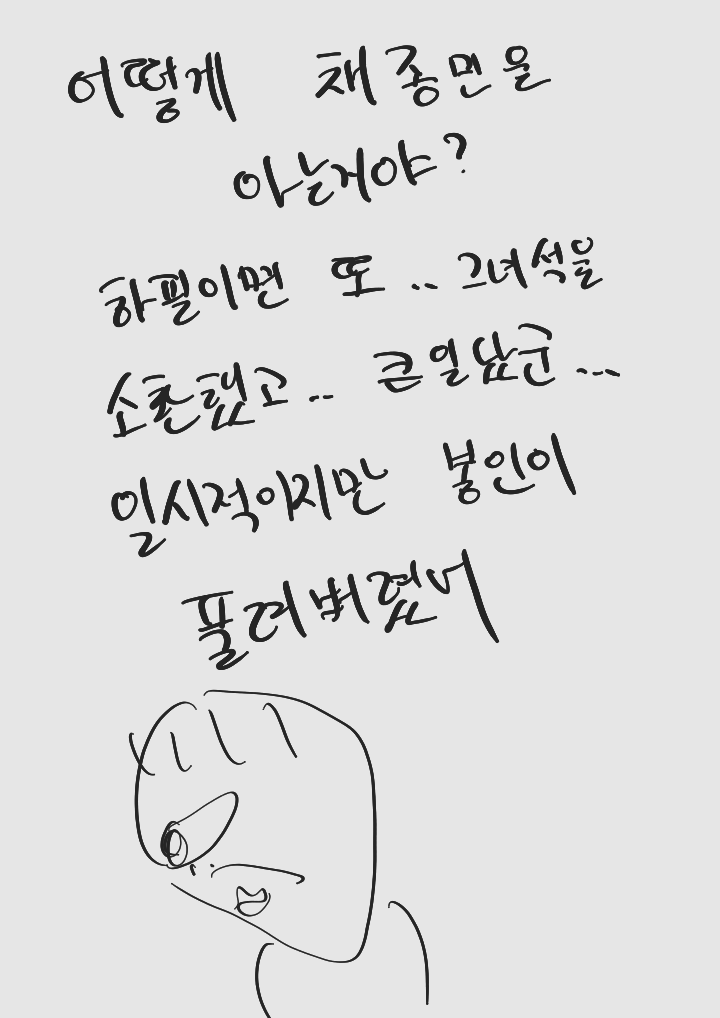 어떻게 채종민을
아는거야?
하필이면 또.. 그녀석을
소환했고.. 큰일났군...
일시적이지만 봉인이
풀려버렸어